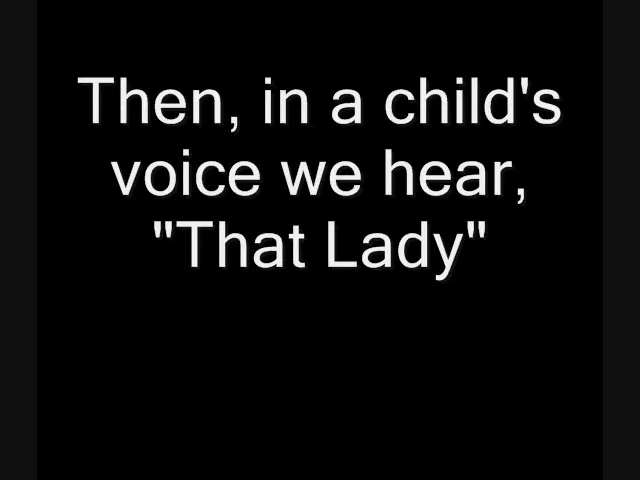 Then, in a child's
voice we hear,
"That Lady"